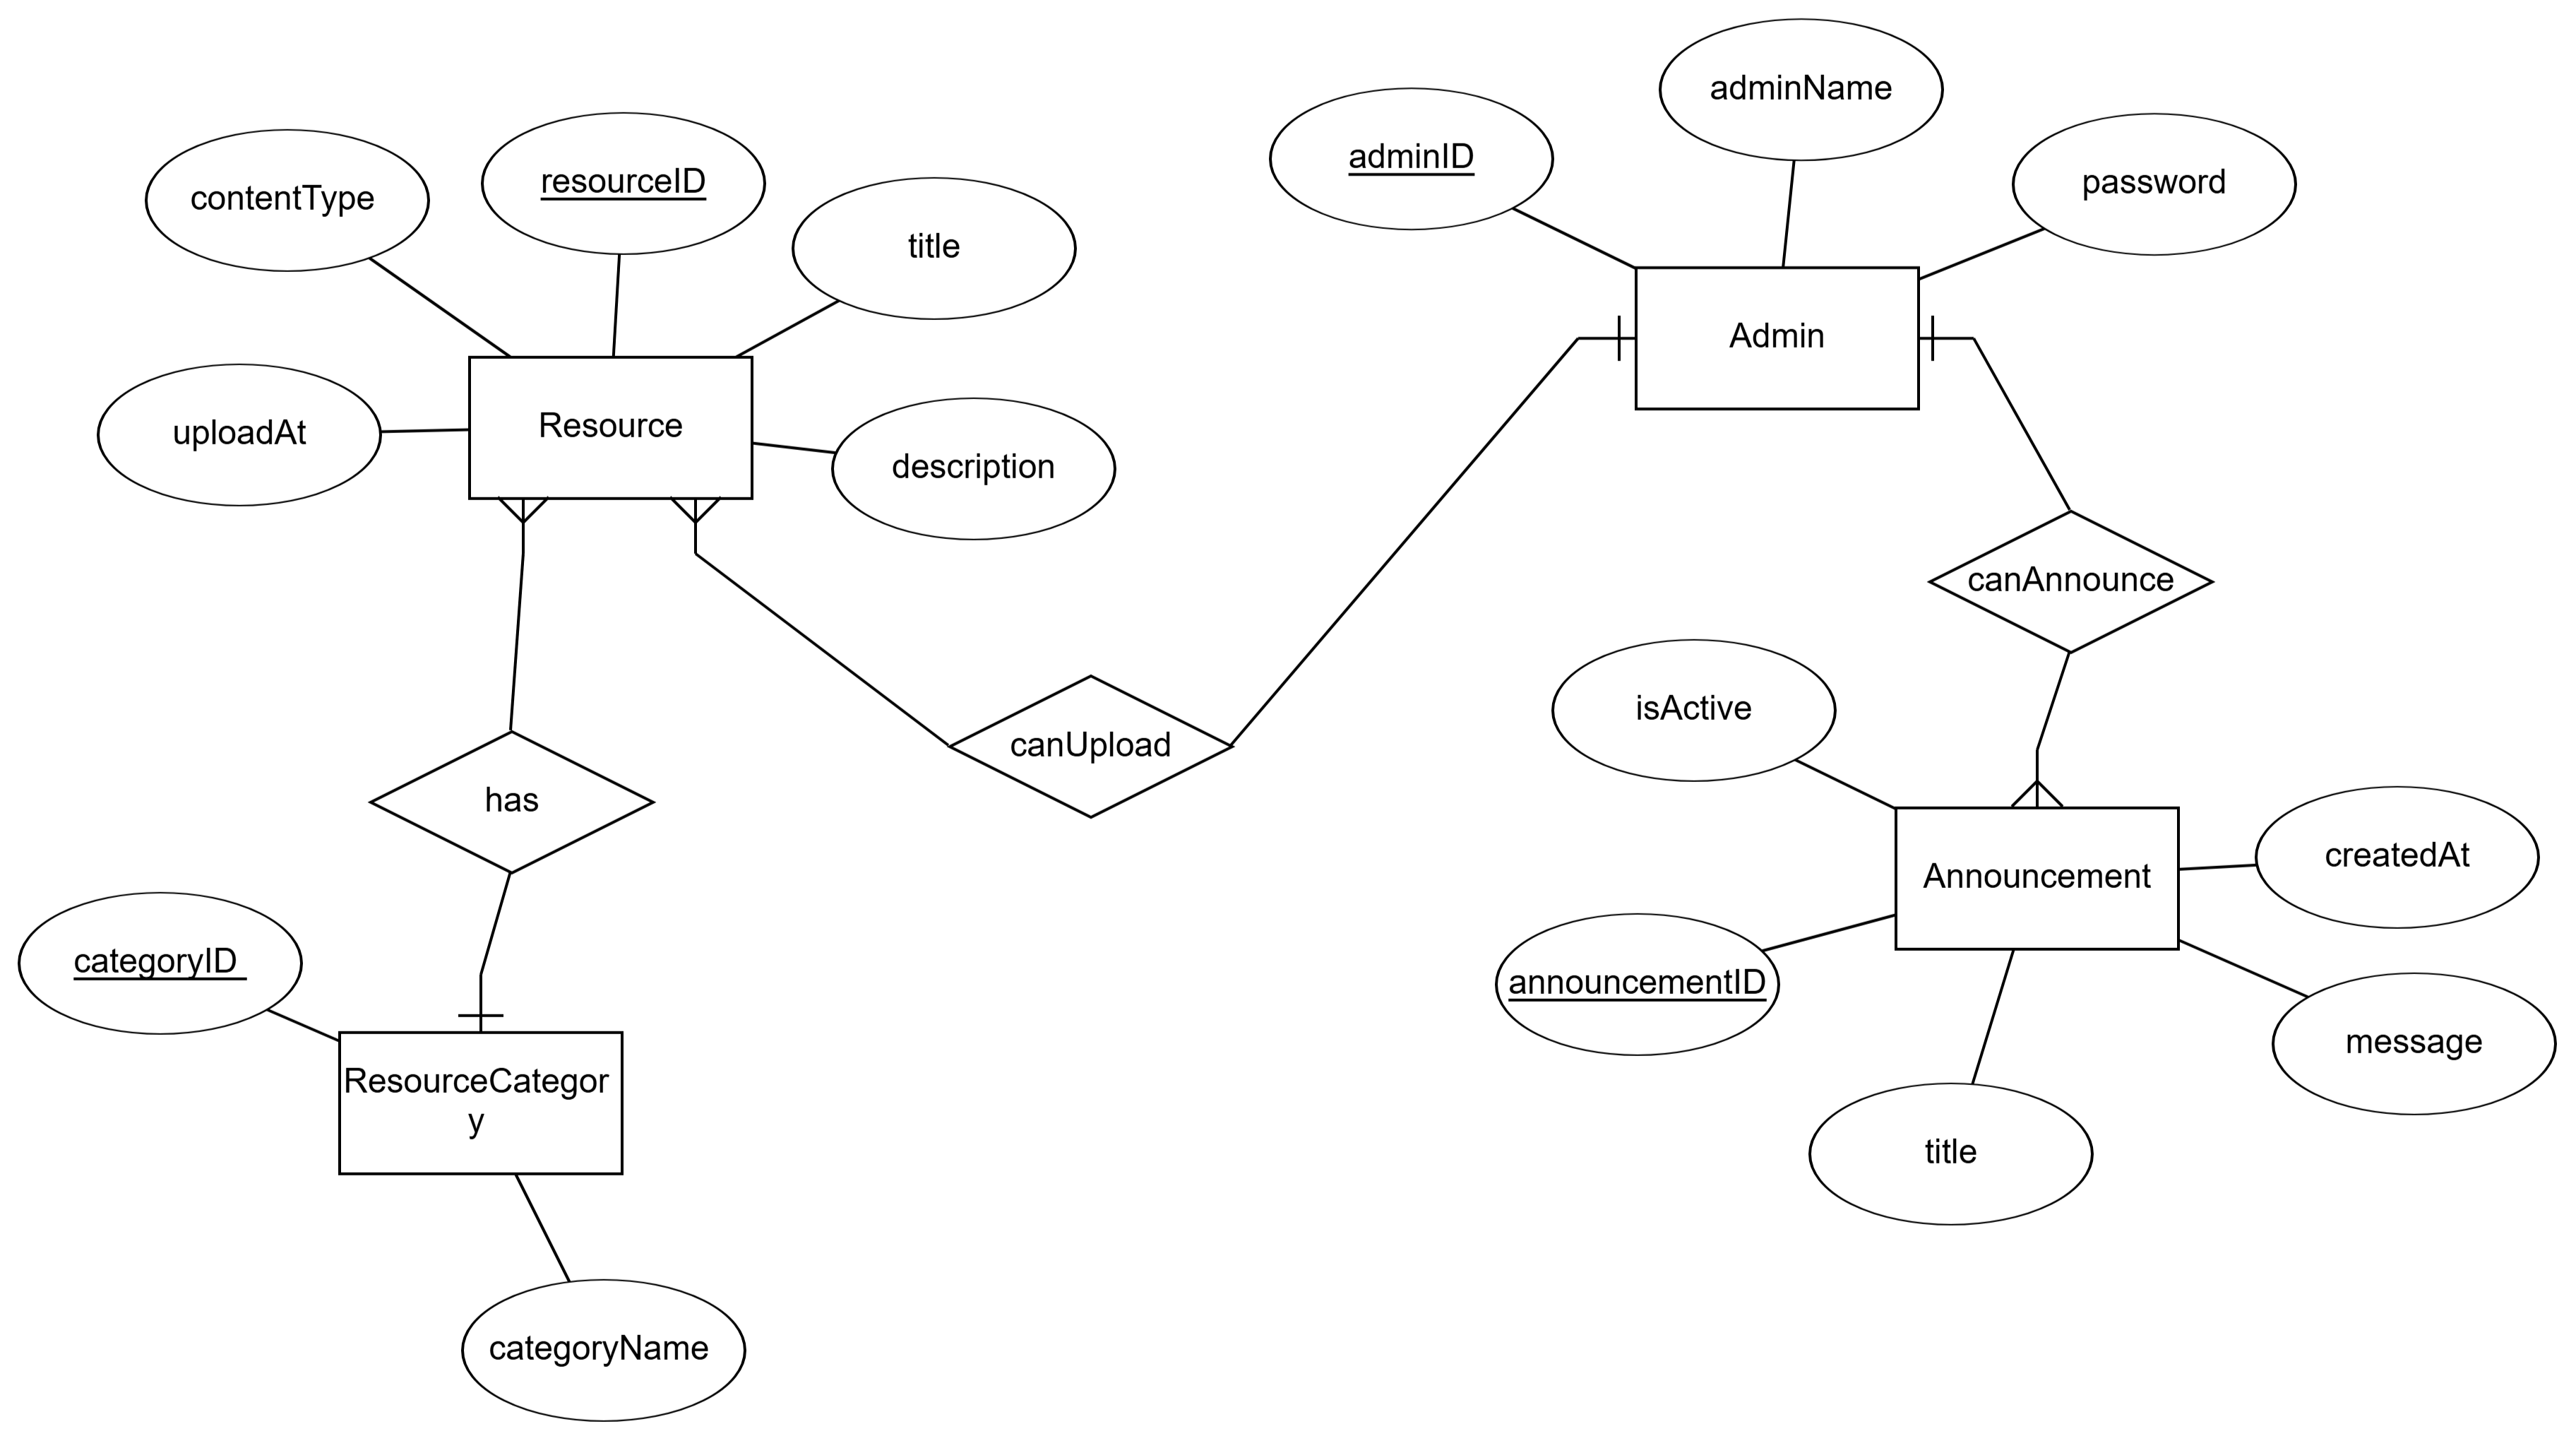 adminName
adminID
password
contentType
resourceID
title
Admin
uploadAt
Resource
description
canAnnounce
isActive
canUpload
has
createdAt
Announcement
categoryID
announcementID
message
ResourceCategor
y
title
categoryName